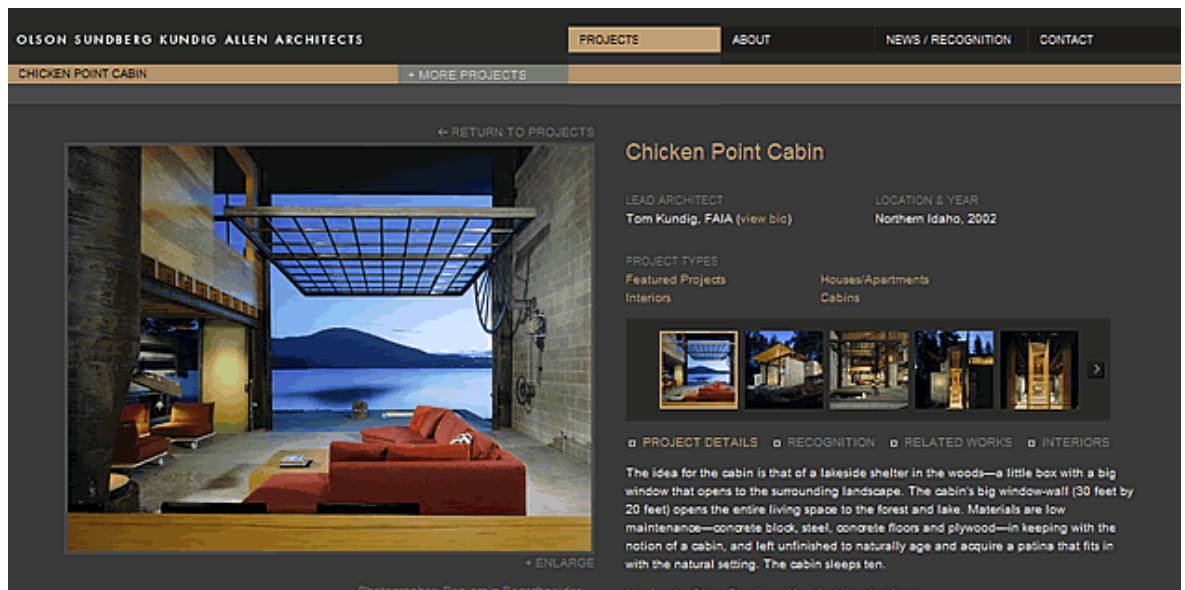 OLSON SUNDBERG KUNDIG ALLEN ARCHITECTS
PROJECTS
ABOUT
NEWS / RECOGNITION
CONTACT
CHICKEN POINT CABIN
+ MORE PROJECTS
← RETURN TO PROJECTS
Chicken Point Cabin
LEAD ARCHITECT
Tom Kundig, FAIA (view bio)
LOCATION & YEAR
Northern Idaho, 2002
PROJECT TYPES
Featured Projects
Houses/Apartments
Interiors
Cabins
PROJECT DETAILS
RECOGNITION
RELATED WORKS
INTERIORS
The idea for the cabin is that of a lakeside shelter in the woods—a little box with a big
window that opens to the surrounding landscape. The cabin's big window-wall (30 feet by
20 feet) opens the entire living space to the forest and lake. Materials are low
maintenance—concrete block, steel, concrete floors and plywood—in keeping with the
notion of a cabin, and left unfinished to naturally age and acquire a patina that fits in
with the natural setting. The cabin sleeps ten.
+ ENLARGE